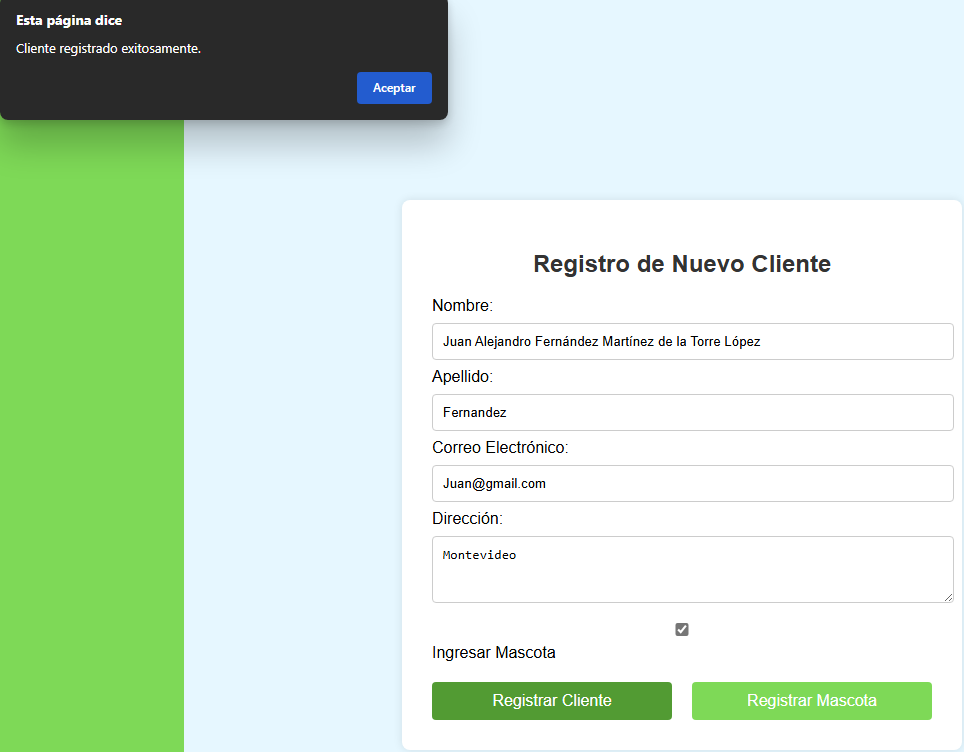 Esta página dice
Cliente registrado exitosamente.
Aceptar
Registro de Nuevo Cliente
Nombre:
Juan Alejandro Fernández Martínez de la Torre López
Apellido:
Fernandez
Correo Electrónico:
Juan@gmail.com
Dirección:
Montevideo
Ingresar Mascota
Registrar Cliente
Registrar Mascota